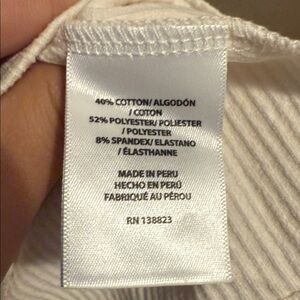 40% COTTON/ ALGODÓN
/ COTON
52% POLYESTER/ POLIESTER
/ POLYESTER
8% SPANDEX/ ELASTANO
/ ÉLASTHANNE
MADE IN PERU
HECHO EN PERÚ
FABRIQUÉ AU PÉROU
RN 138823